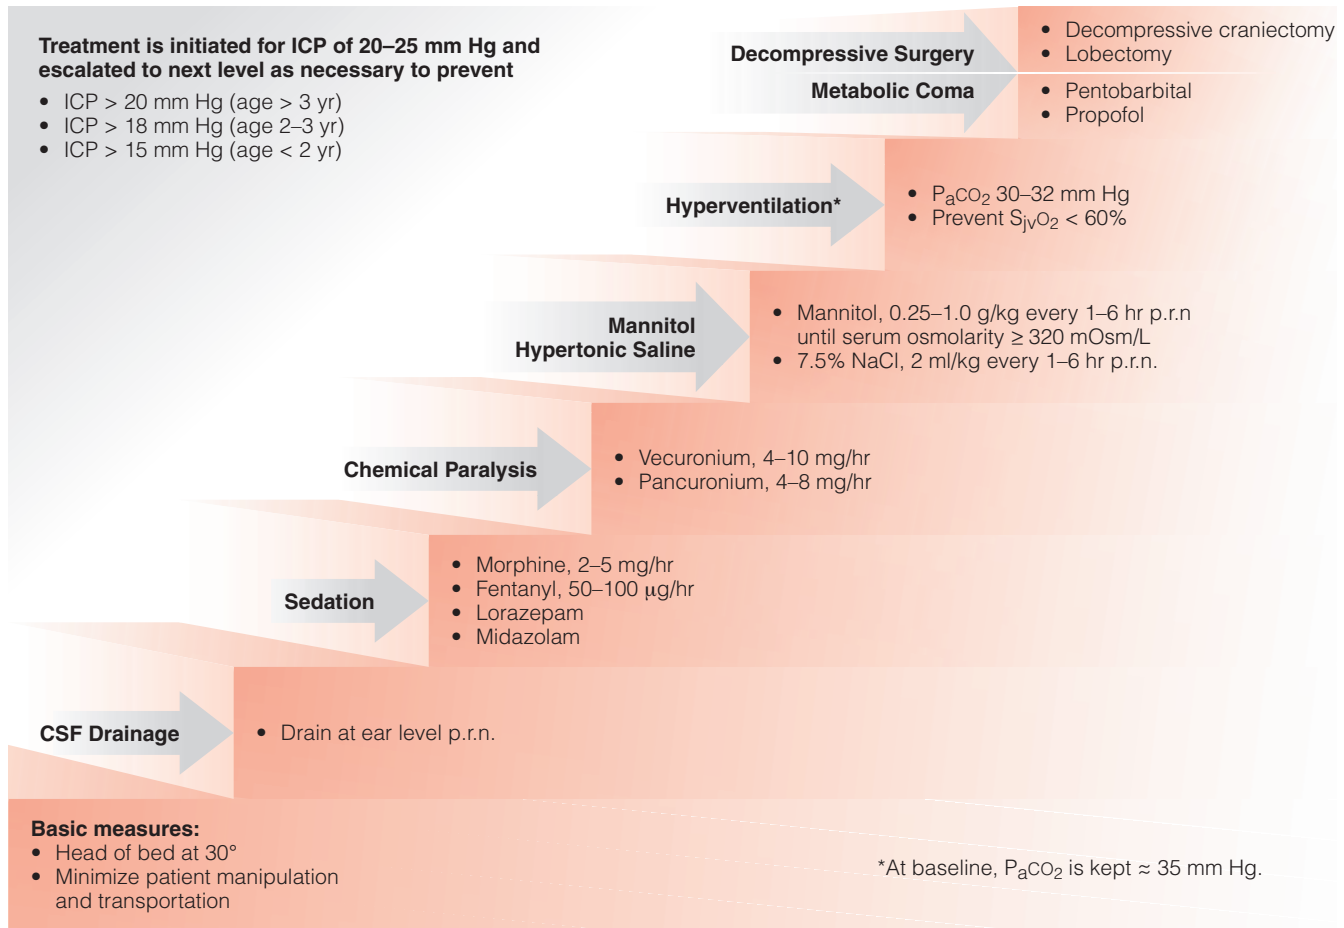 Treatment is initiated for ICP of 20–25 mm Hg and
escalated to next level as necessary to prevent
• ICP > 20 mm Hg (age > 3 yr)
• ICP > 18 mm Hg (age 2–3 yr)
• ICP > 15 mm Hg (age < 2 yr)
Decompressive Surgery
• Decompressive craniectomy
• Lobectomy
Metabolic Coma
• Pentobarbital
• Propofol
Hyperventilation*
• PaCO2 30–32 mm Hg
• Prevent SjvO2 < 60%
Mannitol
Hypertonic Saline
• Mannitol, 0.25–1.0 g/kg every 1–6 hr p.r.n
until serum osmolarity ≥ 320 mOsm/L
• 7.5% NaCl, 2 ml/kg every 1–6 hr p.r.n.
Chemical Paralysis
• Vecuronium, 4–10 mg/hr
• Pancuronium, 4–8 mg/hr
Sedation
• Morphine, 2–5 mg/hr
• Fentanyl, 50–100 µg/hr
• Lorazepam
• Midazolam
CSF Drainage
• Drain at ear level p.r.n.
Basic measures:
• Head of bed at 30°
• Minimize patient manipulation
and transportation
*At baseline, PaCO2 is kept ≈ 35 mm Hg.